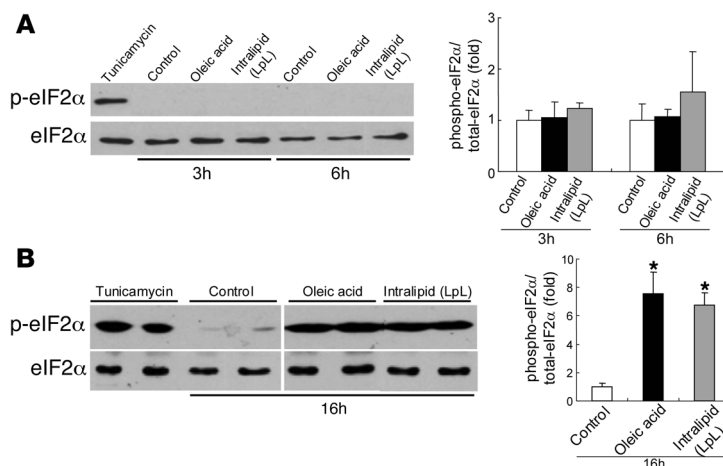 A
Tunicamycin
Control
Oleic acid
Intralipid
(LpL)
Control
Oleic acid
Intralipid
(LpL)
p-eIF2α
eIF2α
3h
6h
phospho-eIF2α/
total-eIF2α (fold)
3
2
1
0
Control
Oleic acid
Intralipid
(LpL)
Control
Oleic acid
Intralipid
(LpL)
3h
6h
B
Tunicamycin
Control
Oleic acid
Intralipid (LpL)
p-eIF2α
eIF2α
16h
phospho-eIF2α/
total-eIF2α (fold)
10
8
6
4
2
0
*
*
Control
Oleic acid
Intralipid
(LpL)
16h